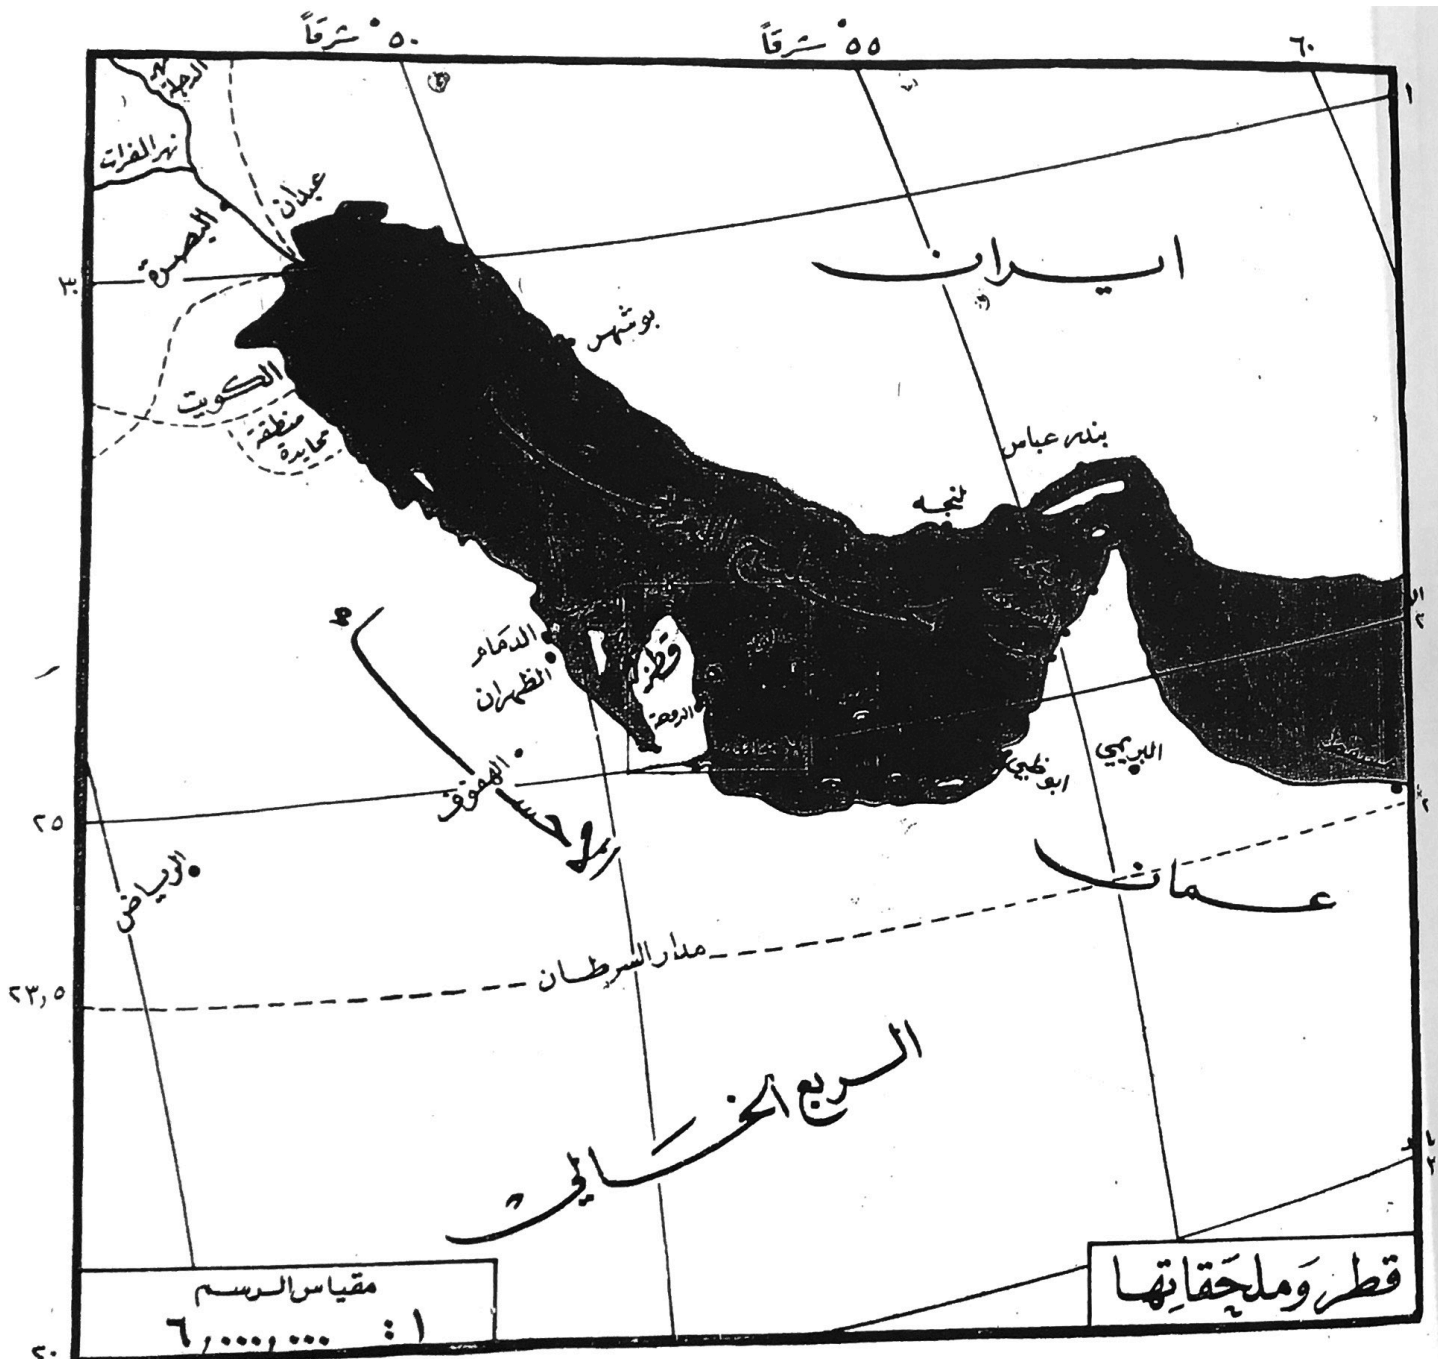 ٥٠° شرقاً
٥٥° شرقاً
٦٠
نهر الفرات
عبدان
البصرة
٣٠
ايران
بوشهر
الكويت
منطقة
محايدة
بندر عباس
لنجه
الدمام
الظهران
قطر
الدوحة
الهفوف
ابوظبي
البريمي
٢٥
الرياض
عمان
مدار السرطان
٢٣,٥
الربع الخالي
قطر وملحقاتها
مقياس الرسم
١ : ٦,٠٠٠,٠٠٠
٢٠